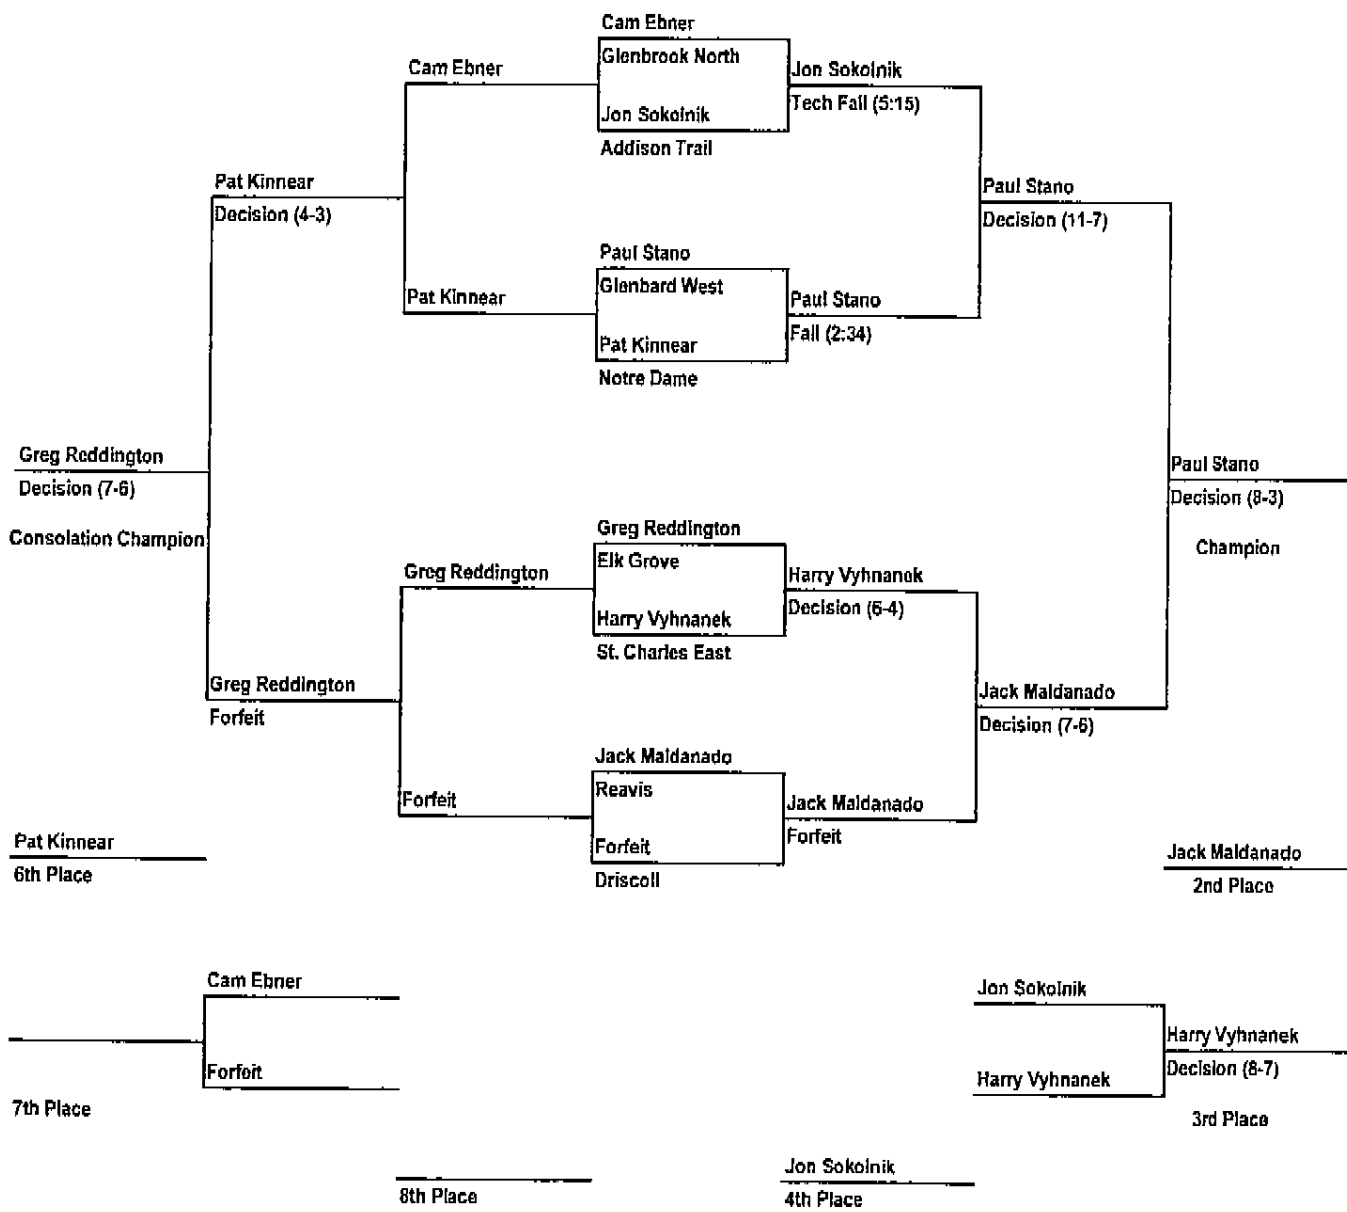 Cam Ebner
Glenbrook North
Cam Ebner
Jon Sokolnik
Tech Fall (5:15)
Jon Sokolnik
Addison Trail
Pat Kinnear
Decision (4-3)
Paul Stano
Decision (11-7)
Paul Stano
Glenbard West
Pat Kinnear
Paul Stano
Fall (2:34)
Pat Kinnear
Notre Dame
Greg Reddington
Decision (7-6)
Consolation Champion
Paul Stano
Decision (8-3)
Champion
Greg Reddington
Elk Grove
Greg Reddington
Harry Vyhnanek
Decision (6-4)
Harry Vyhnanek
St. Charles East
Greg Reddington
Forfeit
Jack Maldanado
Decision (7-6)
Jack Maldanado
Reavis
Forfeit
Jack Maldanado
Forfeit
Forfeit
Driscoll
Pat Kinnear
6th Place
Jack Maldanado
2nd Place
Cam Ebner
Forfeit
7th Place
Jon Sokolnik
Harry Vyhnanek
Harry Vyhnanek
Decision (8-7)
3rd Place
8th Place
Jon Sokolnik
4th Place